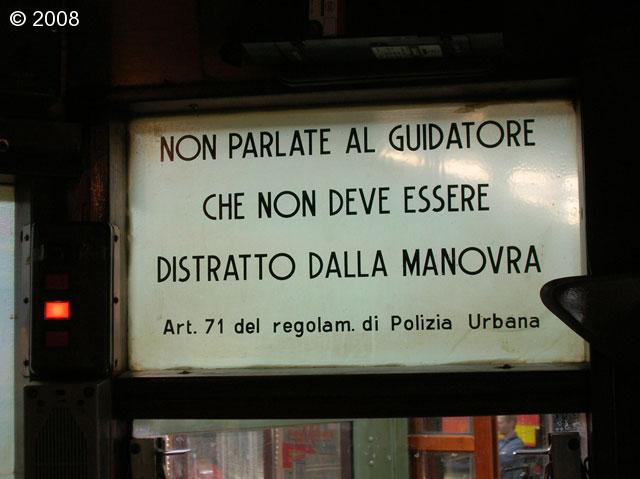 © 2008
NON PARLATE AL GUIDATORE
CHE NON DEVE ESSERE
DISTRATTO DALLA MANOVRA
Art. 71 del regolam. di Polizia Urbana